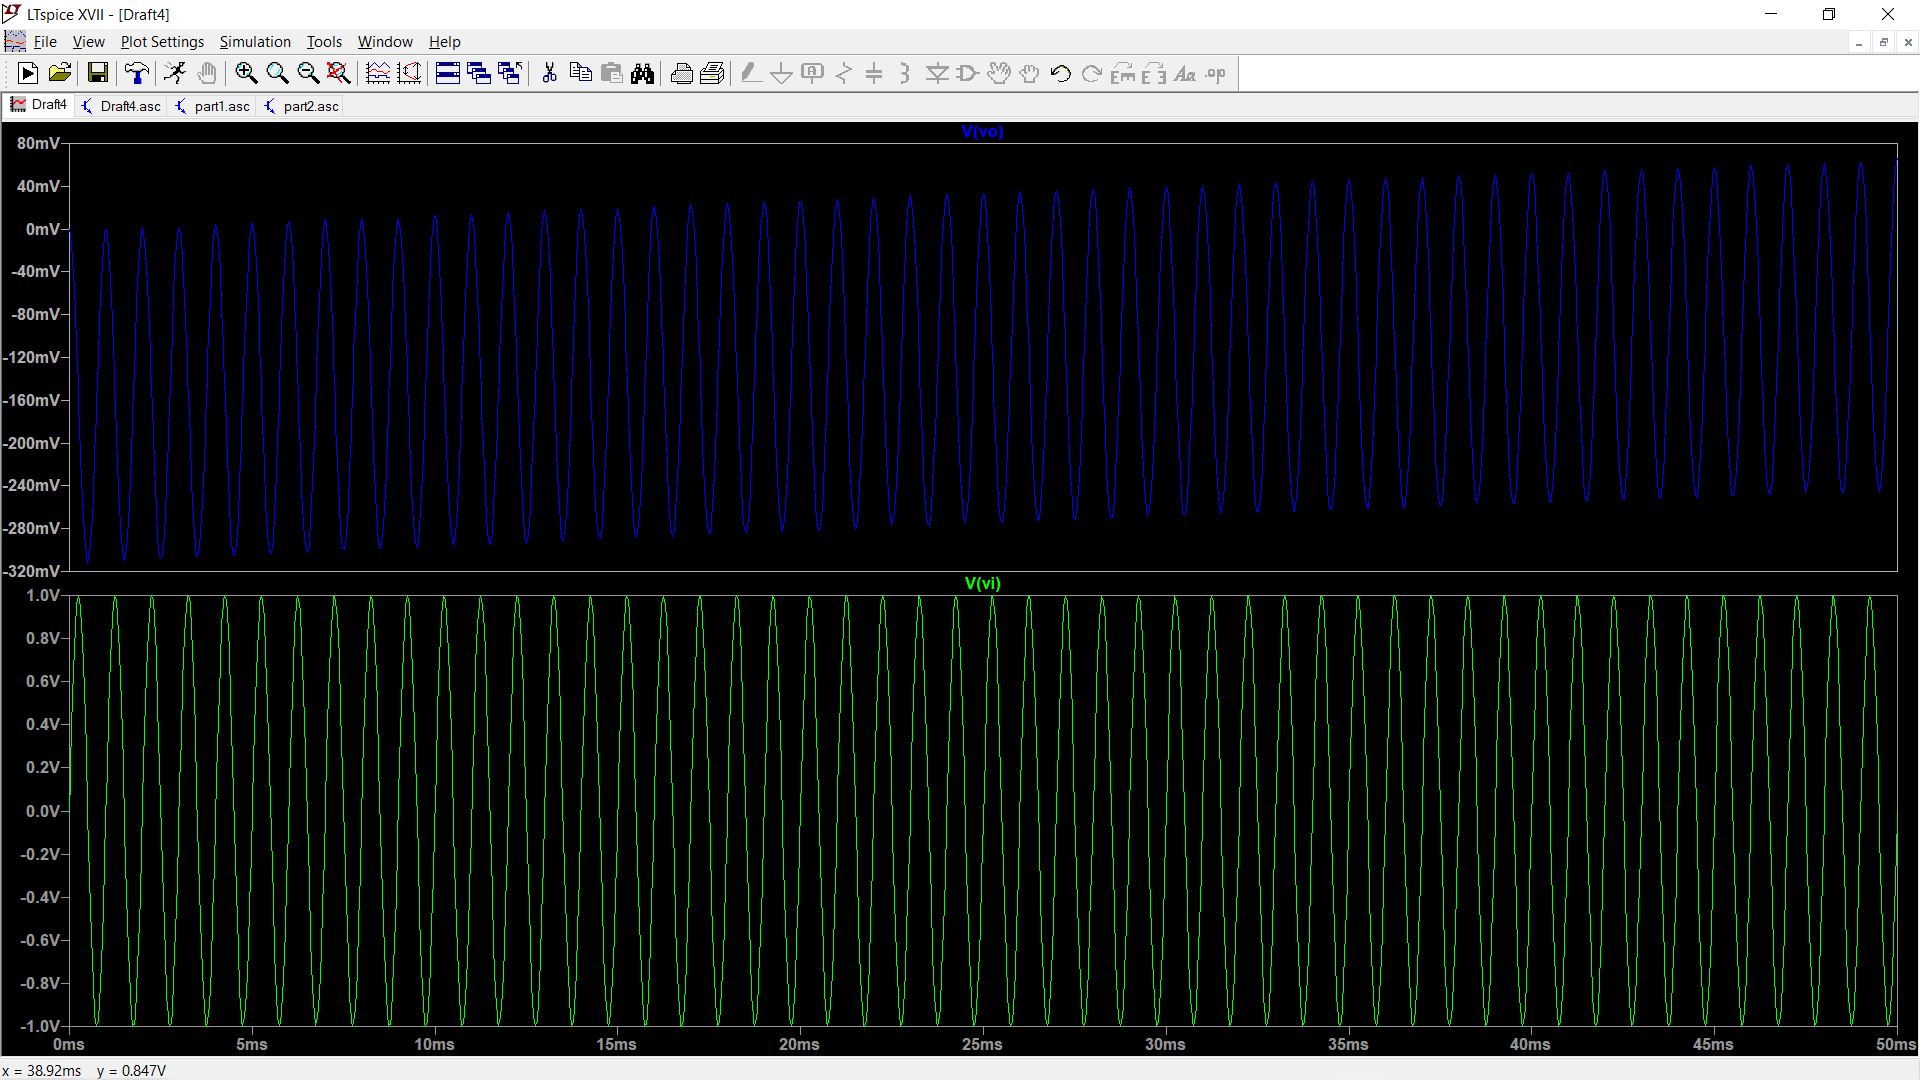 LTspice XVII - [Draft4]
File View Plot Settings Simulation Tools Window Help
Draft4 Draft4.asc part1.asc part2.asc
V(vo)
80mV
40mV
0mV
-40mV
-80mV
-120mV
-160mV
-200mV
-240mV
-280mV
-320mV
V(vi)
1.0V
0.8V
0.6V
0.4V
0.2V
0.0V
-0.2V
-0.4V
-0.6V
-0.8V
-1.0V
0ms 5ms 10ms 15ms 20ms 25ms 30ms 35ms 40ms 45ms 50ms
x = 38.92ms y = 0.847V